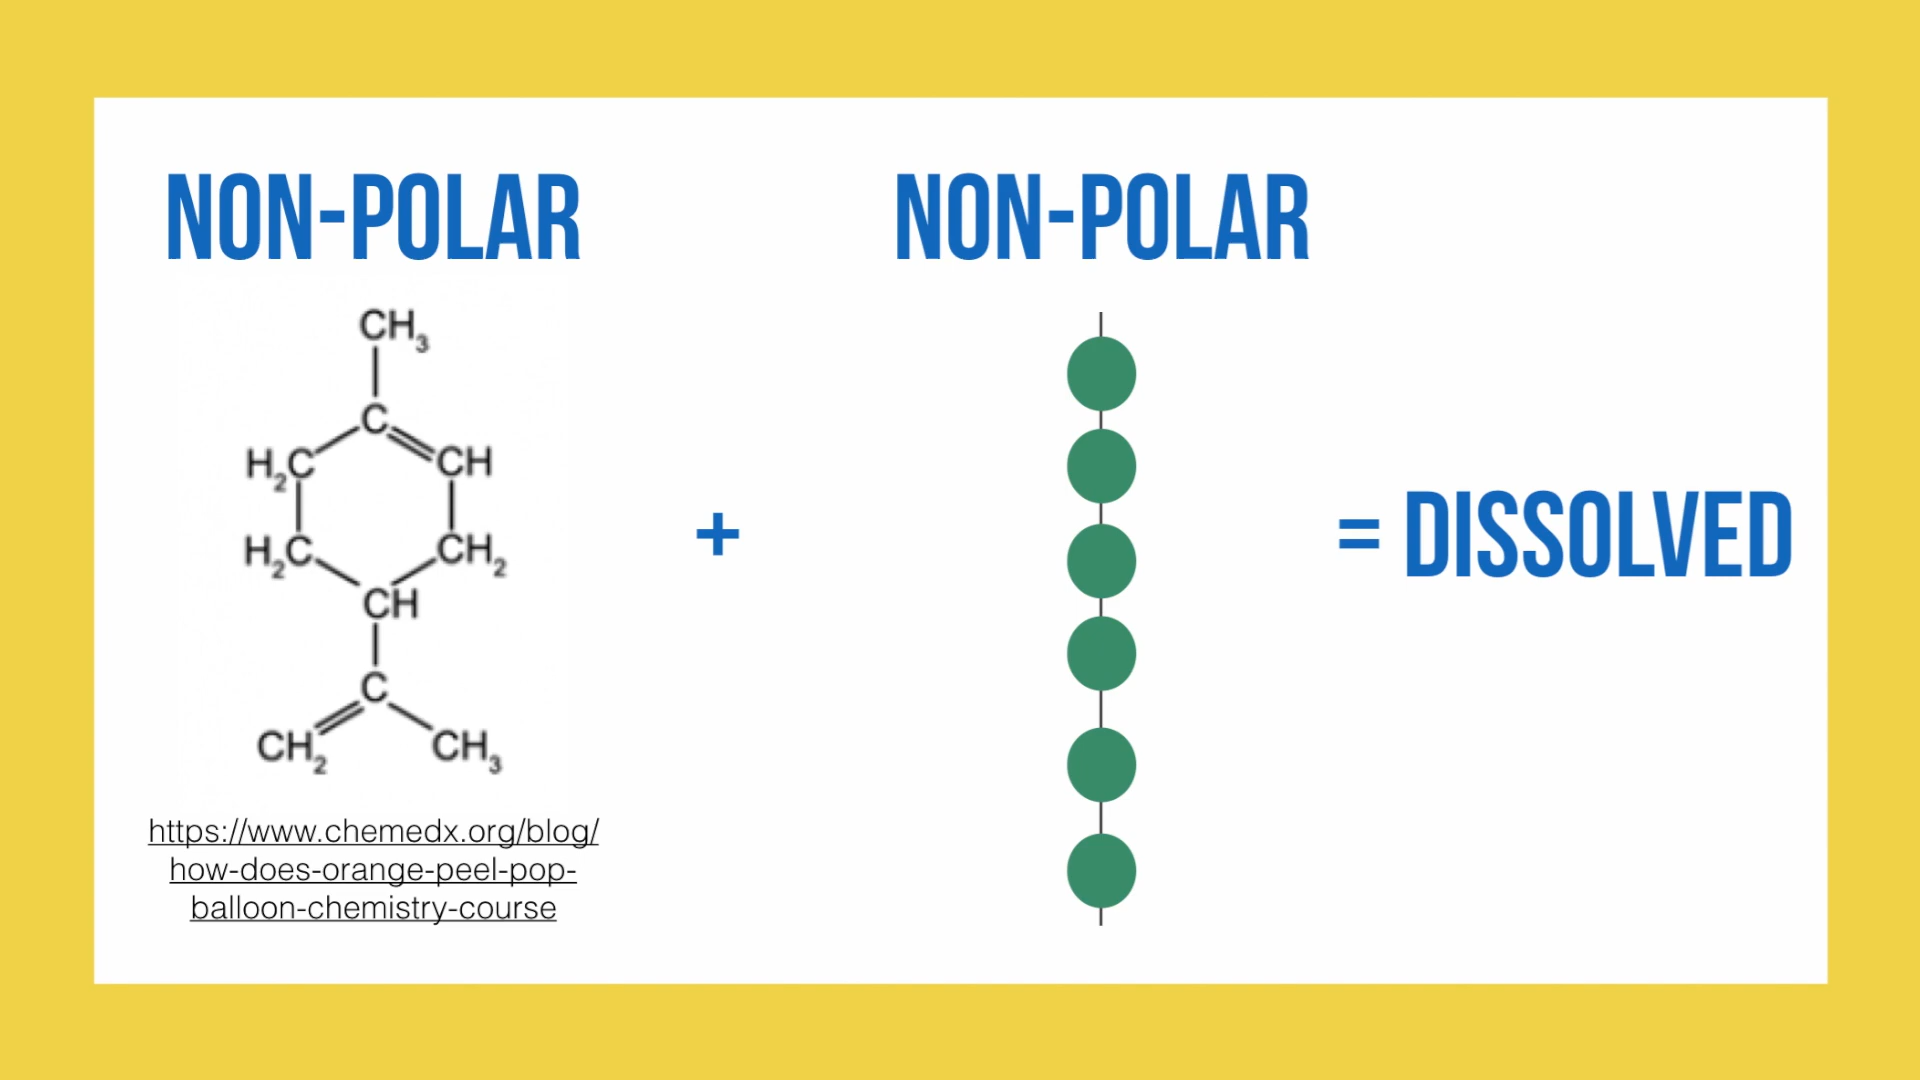 NON-POLAR
NON-POLAR
CH3
C
H2C
CH
H2C
CH2
CH
C
CH2
CH3
+
= DISSOLVED
https://www.chemedx.org/blog/
how-does-orange-peel-pop-
balloon-chemistry-course